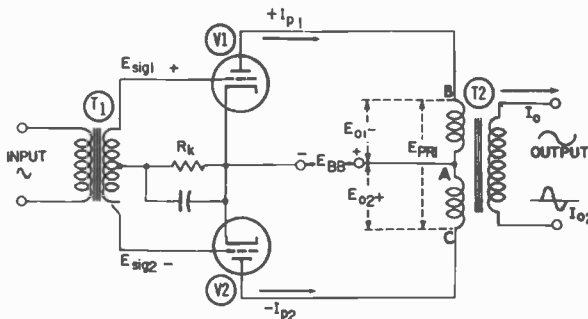 +Ip1
V1
Esig1 +
T1
T2
B
Io
Eo1-
Rk
INPUT
- EBB +
EPRI
OUTPUT
A
Eo2+
Io2
C
Esig2 -
V2
-Ip2